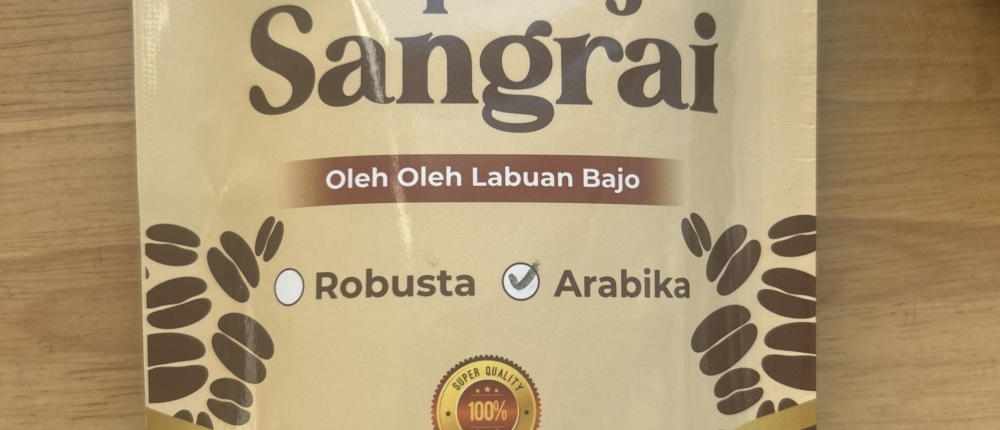 Sangrai
Oleh Oleh Labuan Bajo
Robusta Arabika
SUPER QUALITY
100%